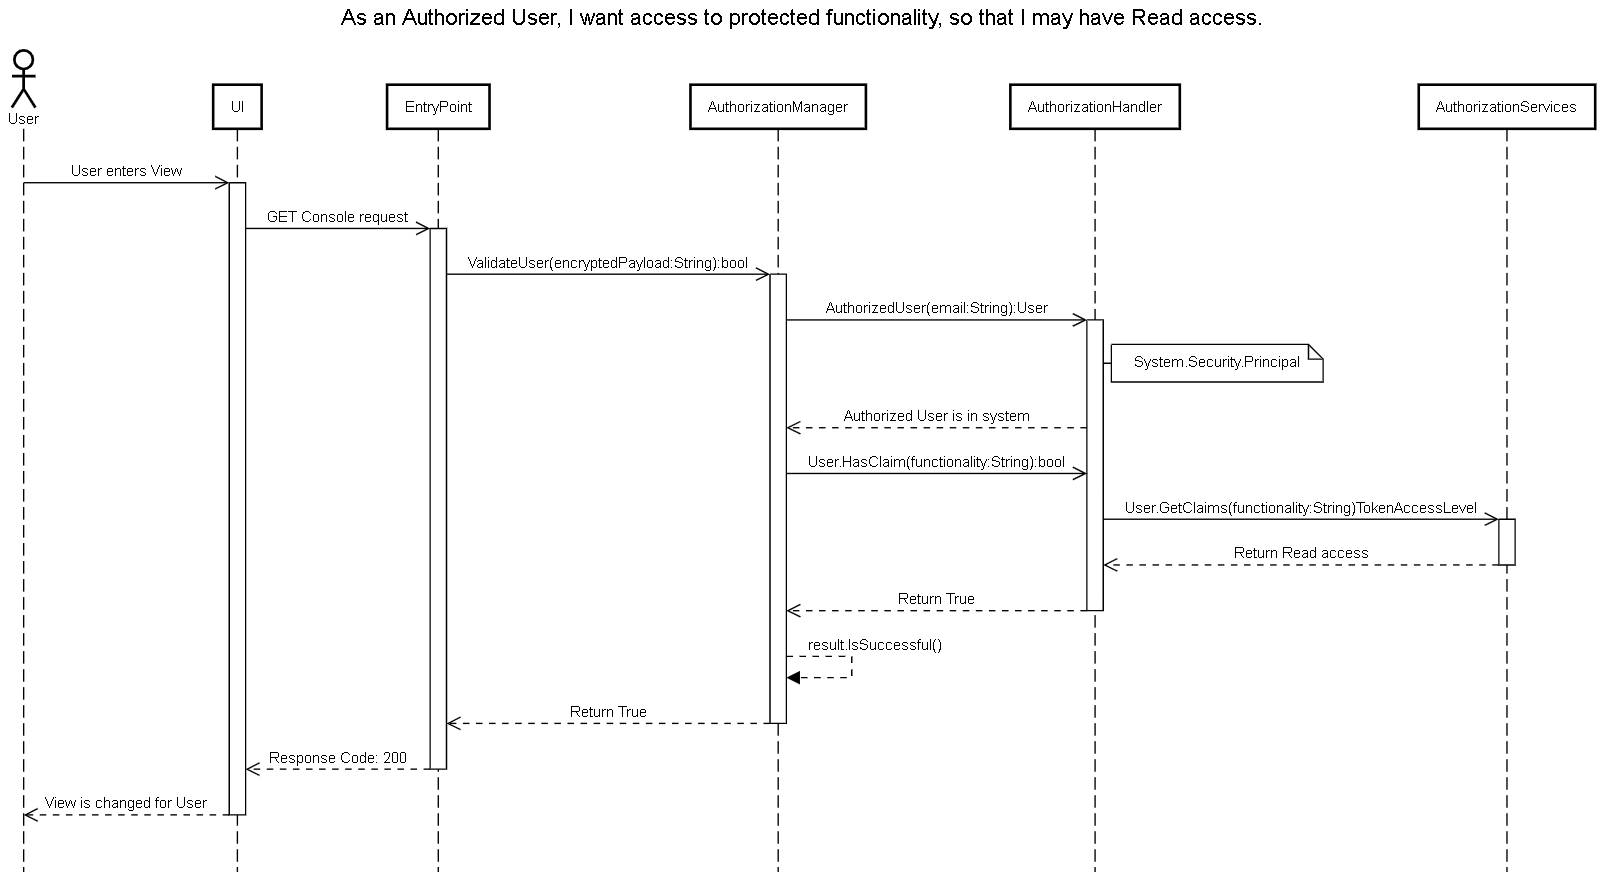 As an Authorized User, I want access to protected functionality, so that I may have Read access.
User
UI
EntryPoint
AuthorizationManager
AuthorizationHandler
AuthorizationServices
User enters View
GET Console request
ValidateUser(encryptedPayload:String):bool
AuthorizedUser(email:String):User
System.Security.Principal
Authorized User is in system
User.HasClaim(functionality:String):bool
User.GetClaims(functionality:String)TokenAccessLevel
Return Read access
Return True
result.IsSuccessful()
Return True
Response Code: 200
View is changed for User